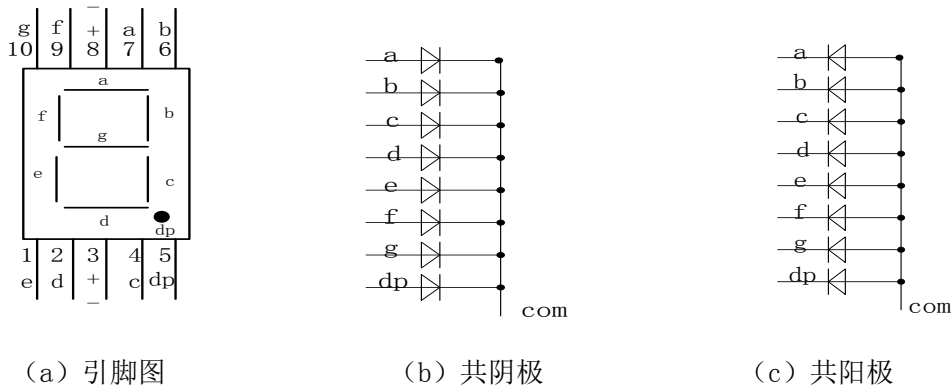 g f - + a b
10 9 8 7 6
a
f b
g
e c
d
dp
1 2 3 4 5
e d + - c dp
a
b
c
d
e
f
g
dp
com
a
b
c
d
e
f
g
dp
com
（a）引脚图
（b）共阴极
（c）共阳极